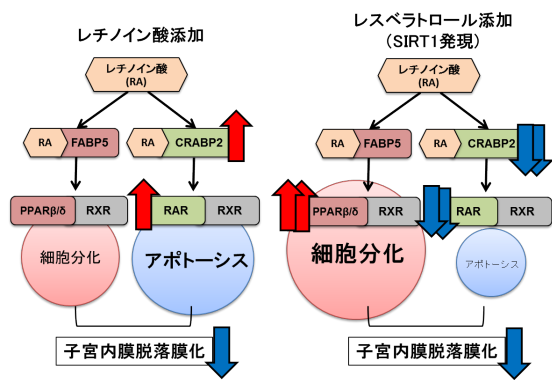 レチノイン酸添加
レチノイン酸
(RA)
RA FABP5 RA CRABP2
PPARβ/δ RXR RAR RXR
細胞分化 アポトーシス
子宮内膜脱落膜化
レスベラトロール添加
(SIRT1発現)
レチノイン酸
(RA)
RA FABP5 RA CRABP2
PPARβ/δ RXR RAR RXR
細胞分化 アポトーシス
子宮内膜脱落膜化